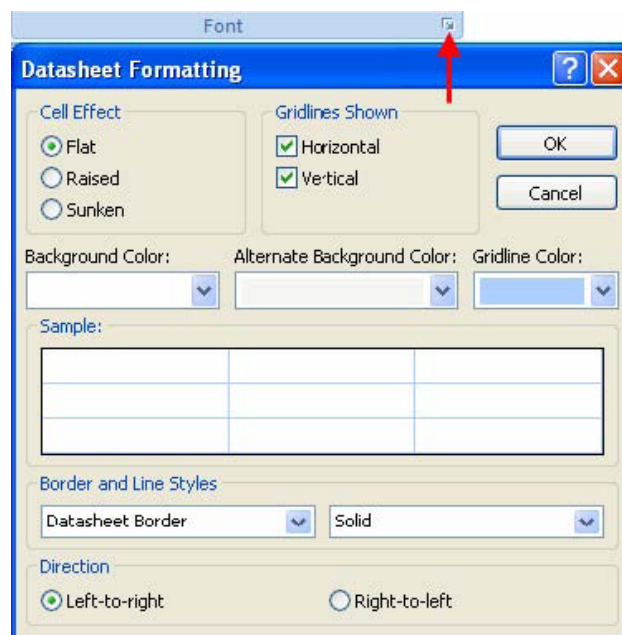 Font
Datasheet Formatting
Cell Effect
Gridlines Shown
Flat
Horizontal
OK
Raised
Vertical
Cancel
Sunken
Background Color:
Alternate Background Color:
Gridline Color:
Sample:
Border and Line Styles
Datasheet Border
Solid
Direction
Left-to-right
Right-to-left